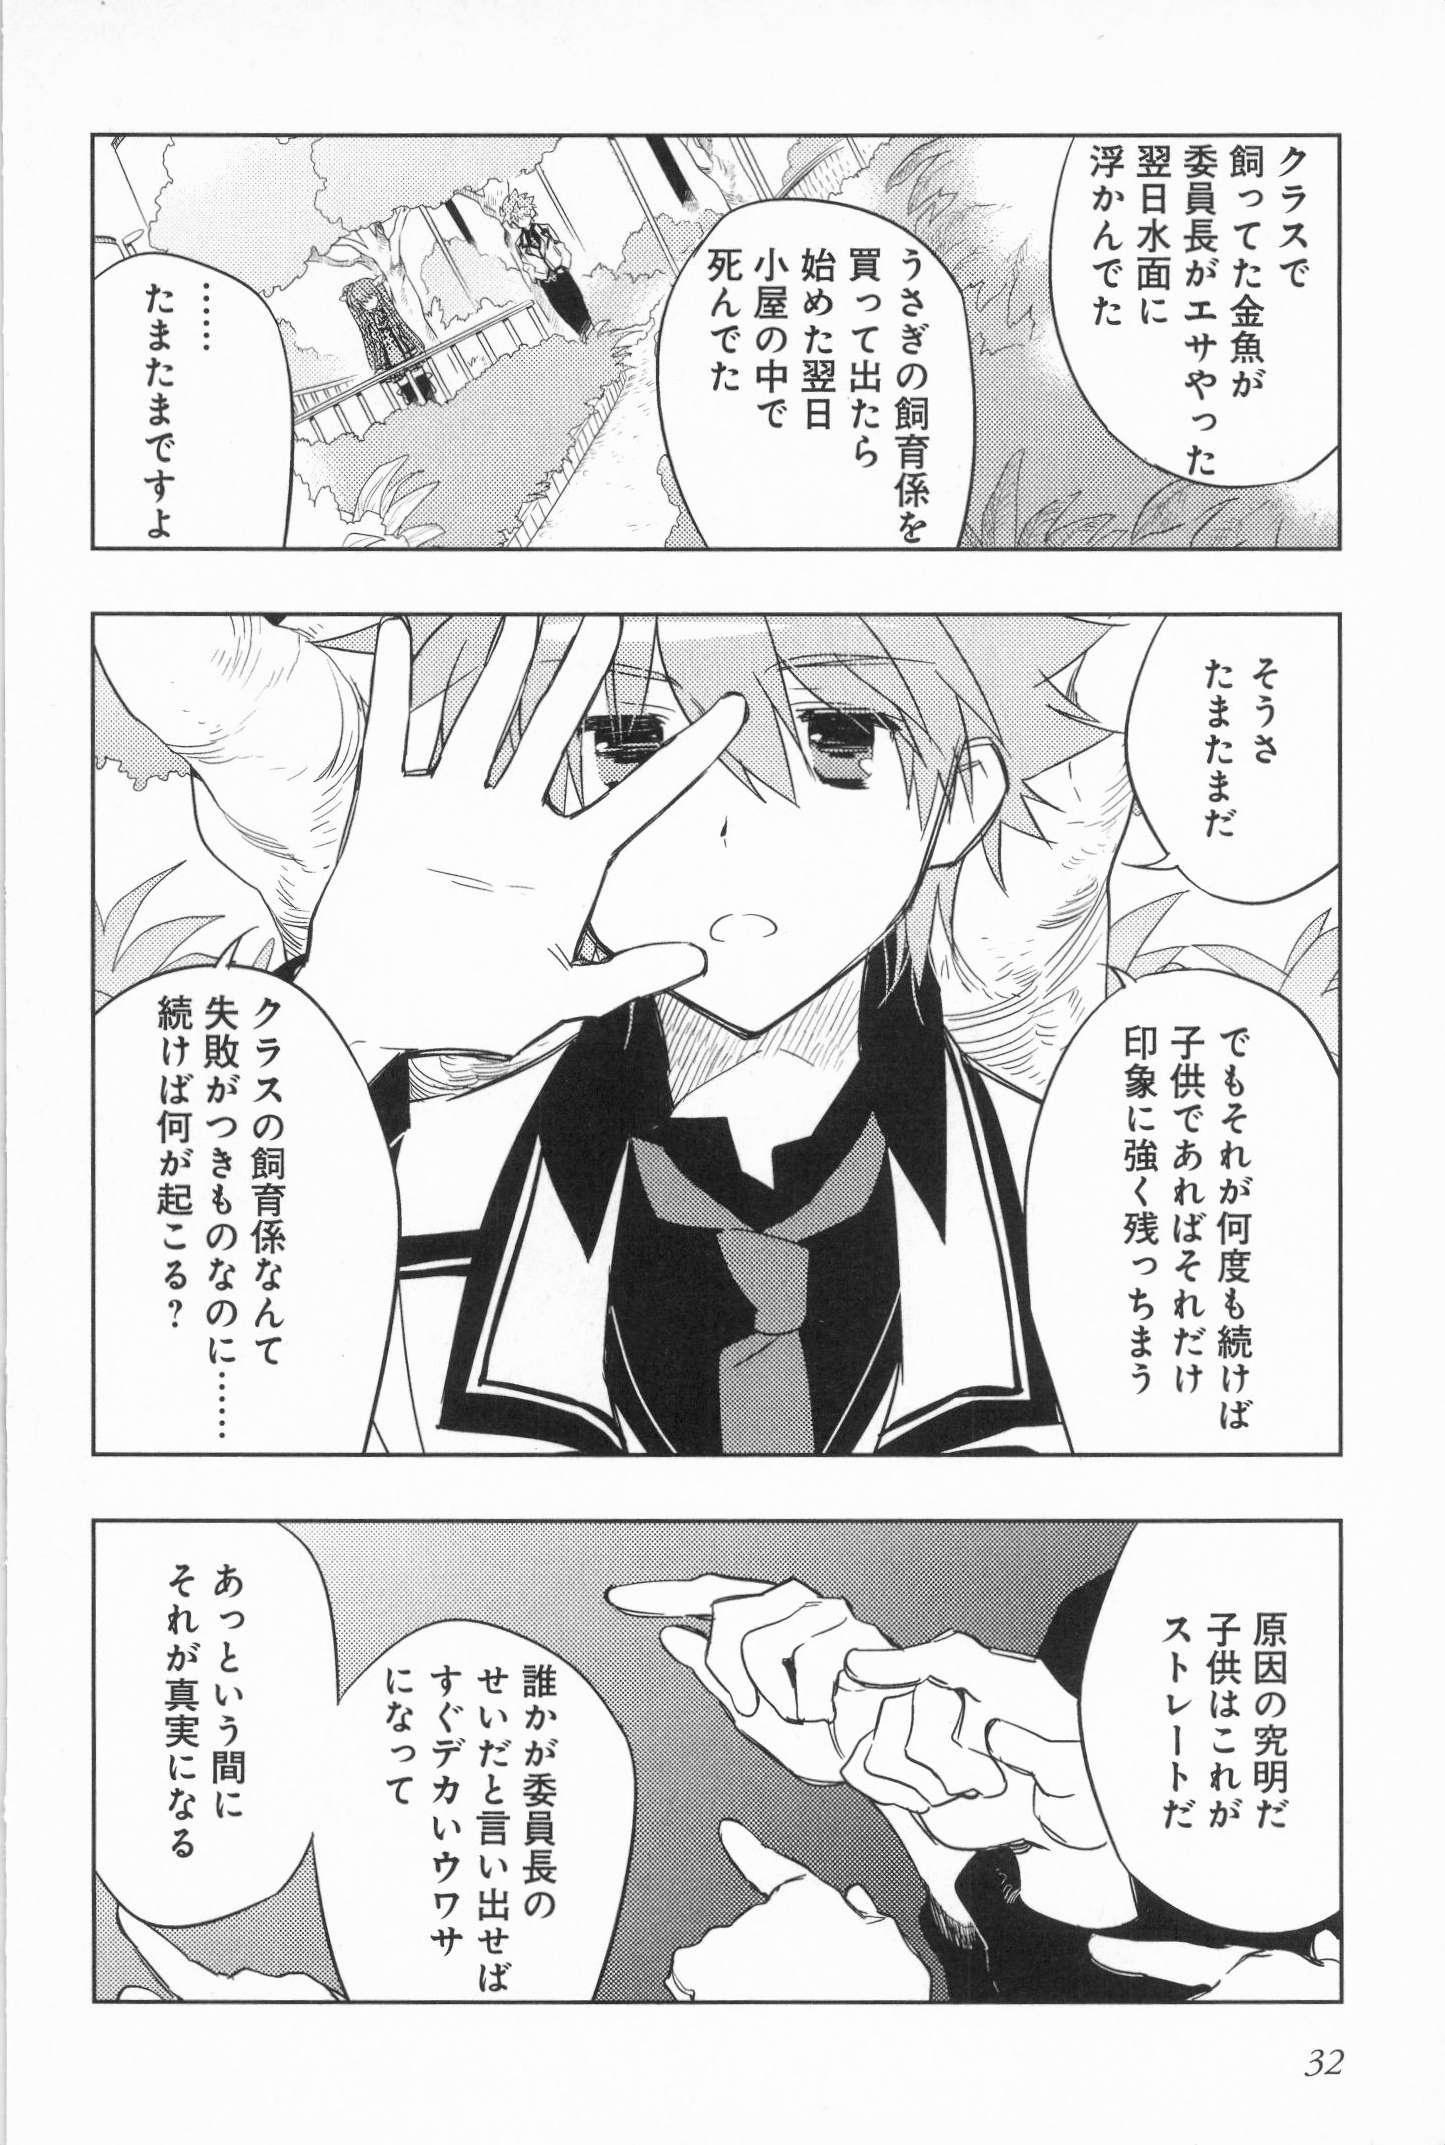 クラスで
飼ってた金魚が
委員長がエサやった
翌日水面に
浮かんでた
うさぎの飼育係を
買って出たら
始めた翌日
小屋の中で
死んでた
……
たまたまですよ
そうさ
たまたまだ
でもそれが何度も続けば
子供であればそれだけ
印象に強く残っちまう
クラスの飼育係なんて
失敗がつきものなのに……
続けば何が起こる?
原因の究明だ
子供はこれが
ストレートだ
誰かが委員長の
せいだと言い出せば
すぐデカいウワサ
になって
あっという間に
それが真実になる
32